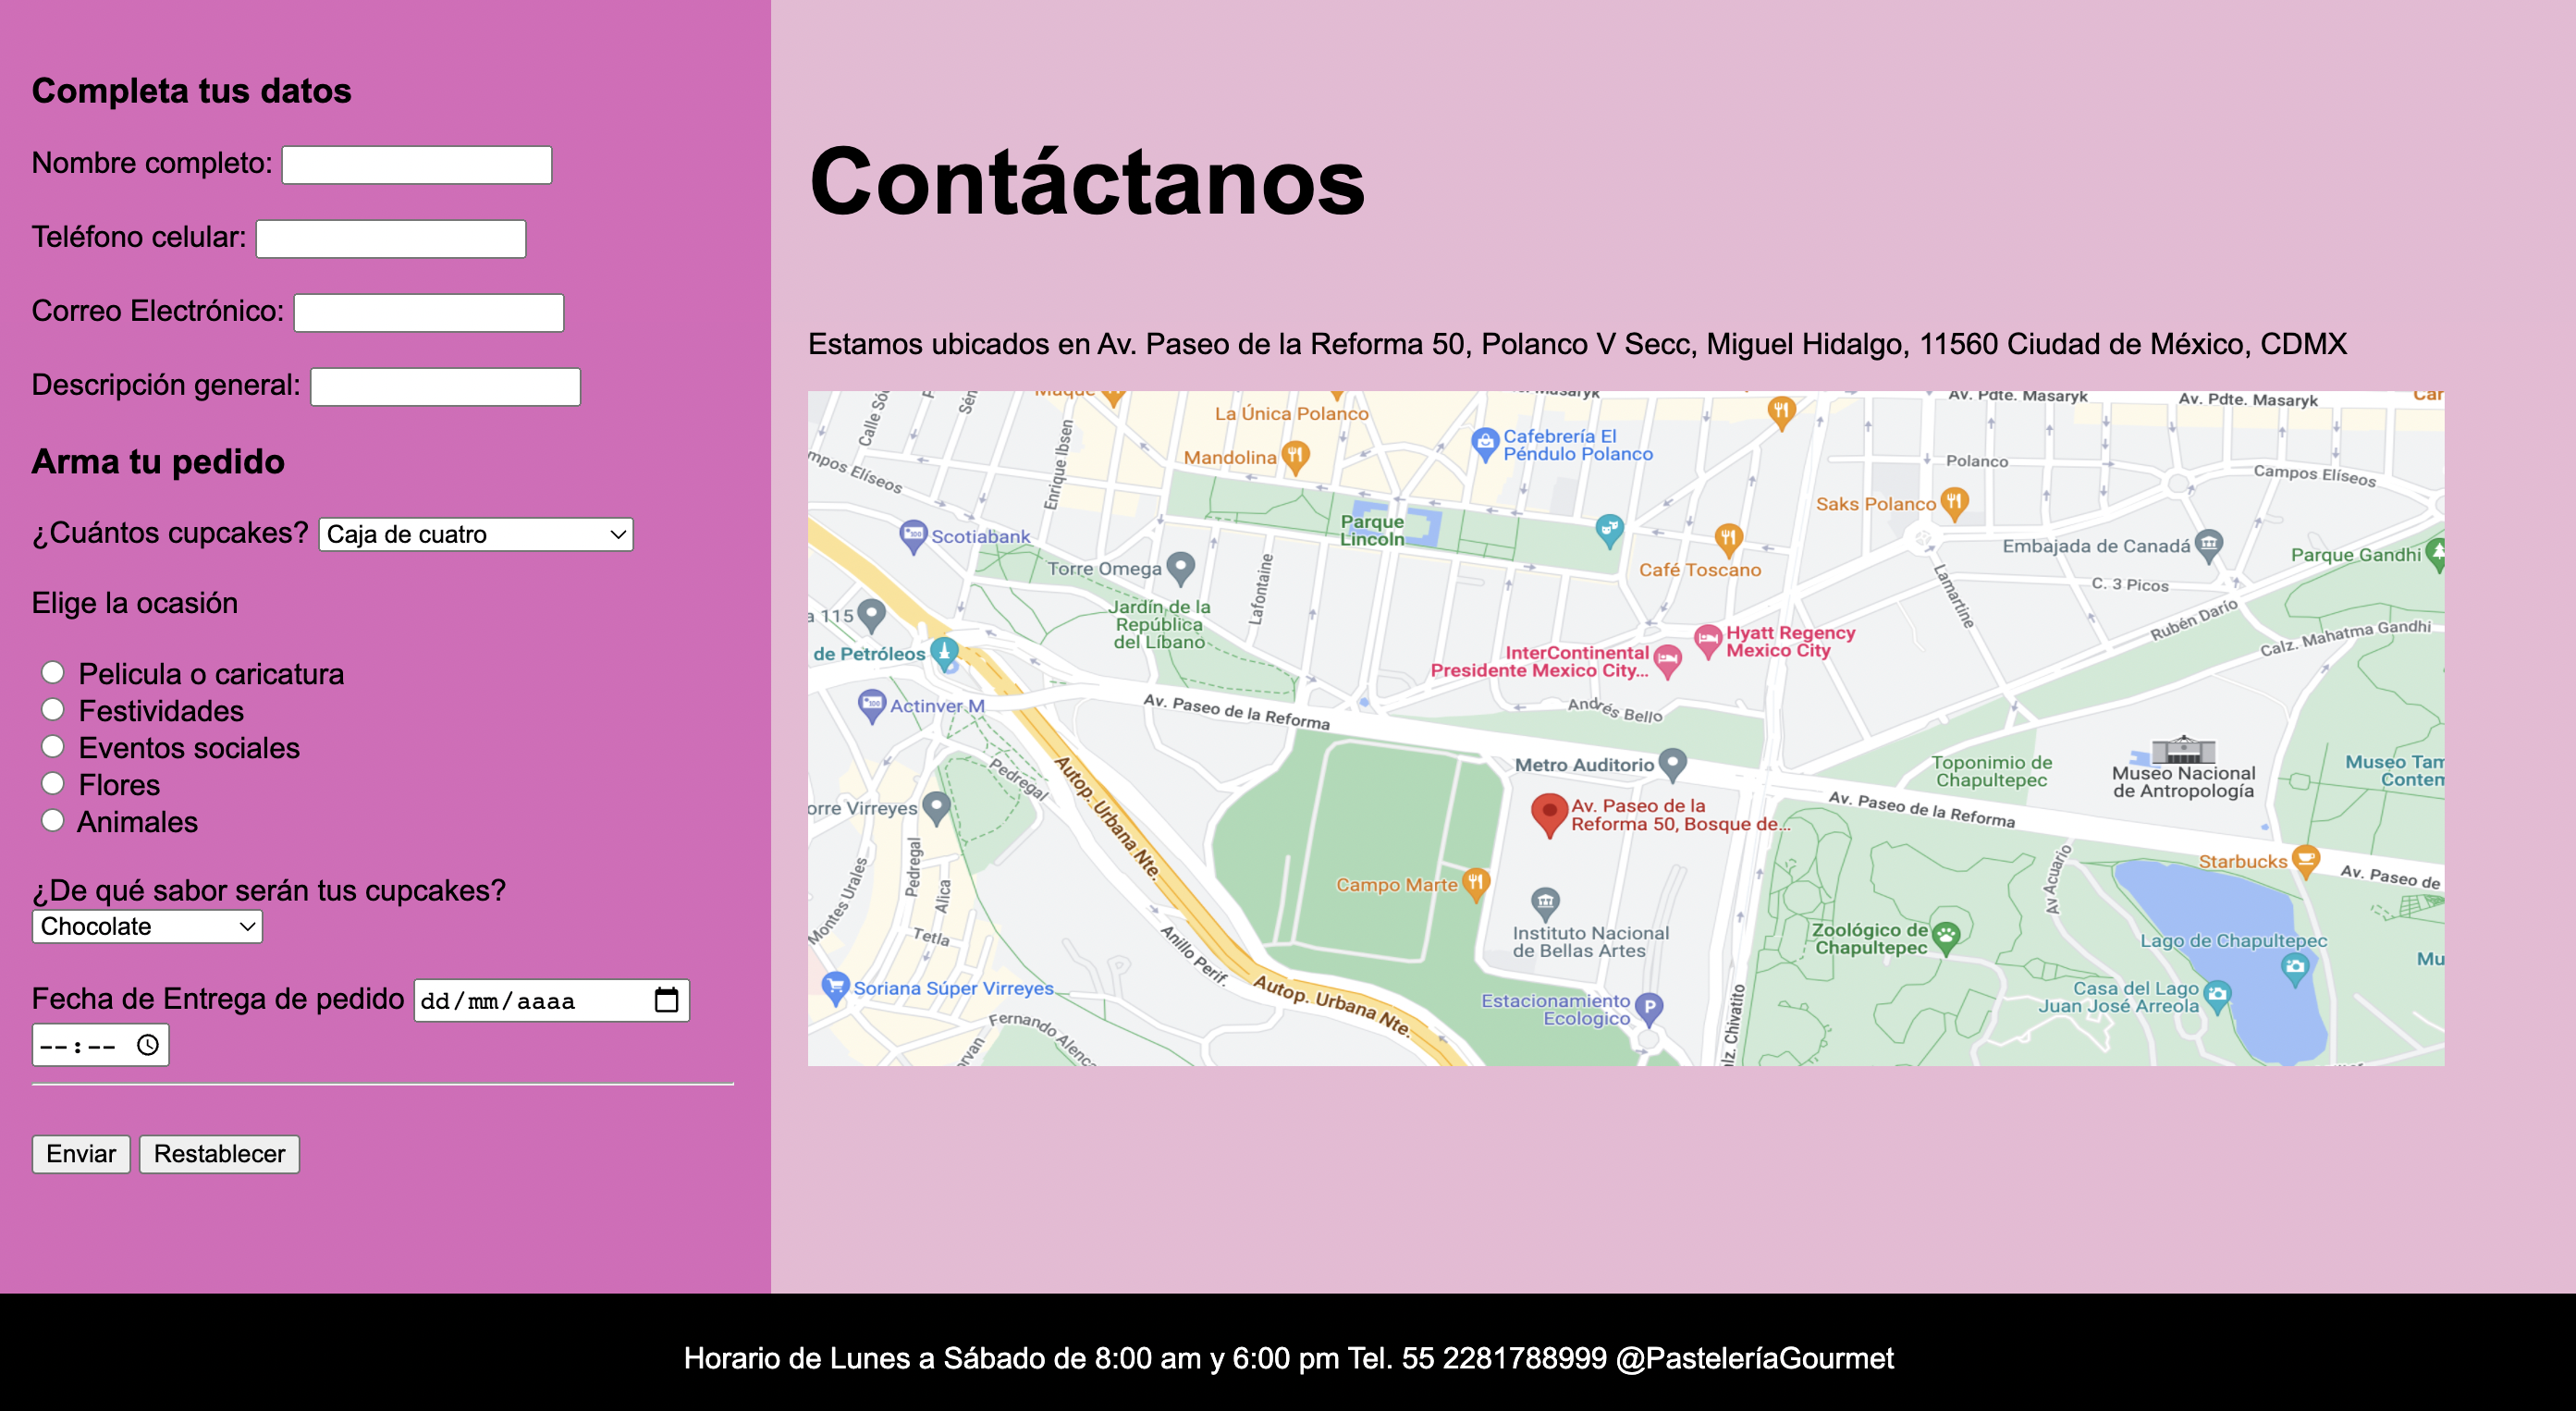 Completa tus datos
Nombre completo:
Teléfono celular:
Correo Electrónico:
Descripción general:
Arma tu pedido
¿Cuántos cupcakes? Caja de cuatro
Elige la ocasión
Pelicula o caricatura
Festividades
Eventos sociales
Flores
Animales
¿De qué sabor serán tus cupcakes?
Chocolate
Fecha de Entrega de pedido dd/mm/aaaa
--:--
Enviar Restablecer
Contáctanos
Estamos ubicados en Av. Paseo de la Reforma 50, Polanco V Secc, Miguel Hidalgo, 11560 Ciudad de México, CDMX
Av. Pdte. Masaryk
Av. Pdte. Masaryk
La Única Polanco
Cafebrería El
Péndulo Polanco
Mandolina
Enrique Ibsen
Polanco
Campos Elíseos
Saks Polanco
Scotiabank
Parque
Lincoln
Torre Omega
Lafontaine
Café Toscano
Embajada de Canadá
Parque Gandhi
C. 3 Picos
Lamartine
Rubén Darío
Calz. Mahatma Gandhi
Jardín de la
República
del Líbano
115
de Petróleos
Hyatt Regency
Mexico City
InterContinental
Presidente Mexico City...
Actinver M
Av. Paseo de la Reforma
Andrés Bello
Metro Auditorio
Toponimio de
Chapultepec
Museo Nacional
de Antropología
Museo
Pedregal
Autop. Urbana Nte.
Virreyes
Av. Paseo de la
Reforma 50, Bosque de...
Av. Paseo de la Reforma
Starbucks
Av. Paseo de
Campo Marte
Av Acuario
Montes Urales
Pedregal
Alica
Tetla
Anillo Perif.
Instituto Nacional
de Bellas Artes
Zoológico de
Chapultepec
Lago de Chapultepec
Soriana Súper Virreyes
Autop. Urbana Nte.
Estacionamiento
Ecologico
Chivatito
Casa del Lago
Juan José Arreola
Fernando
Horario de Lunes a Sábado de 8:00 am y 6:00 pm Tel. 55 2281788999 @PasteleríaGourmet